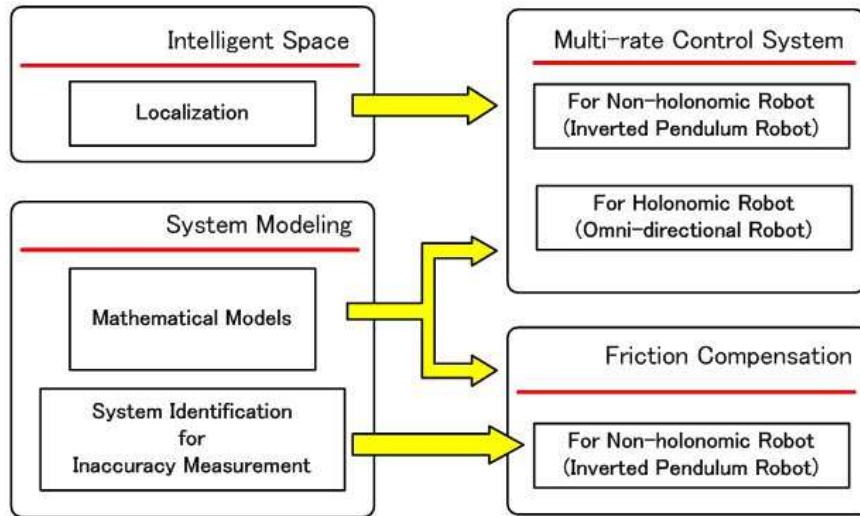 Intelligent Space
Localization
System Modeling
Mathematical Models
System Identification
for
Inaccuracy Measurement
Multi-rate Control System
For Non-holonomic Robot
(Inverted Pendulum Robot)
For Holonomic Robot
(Omni-directional Robot)
Friction Compensation
For Non-holonomic Robot
(Inverted Pendulum Robot)